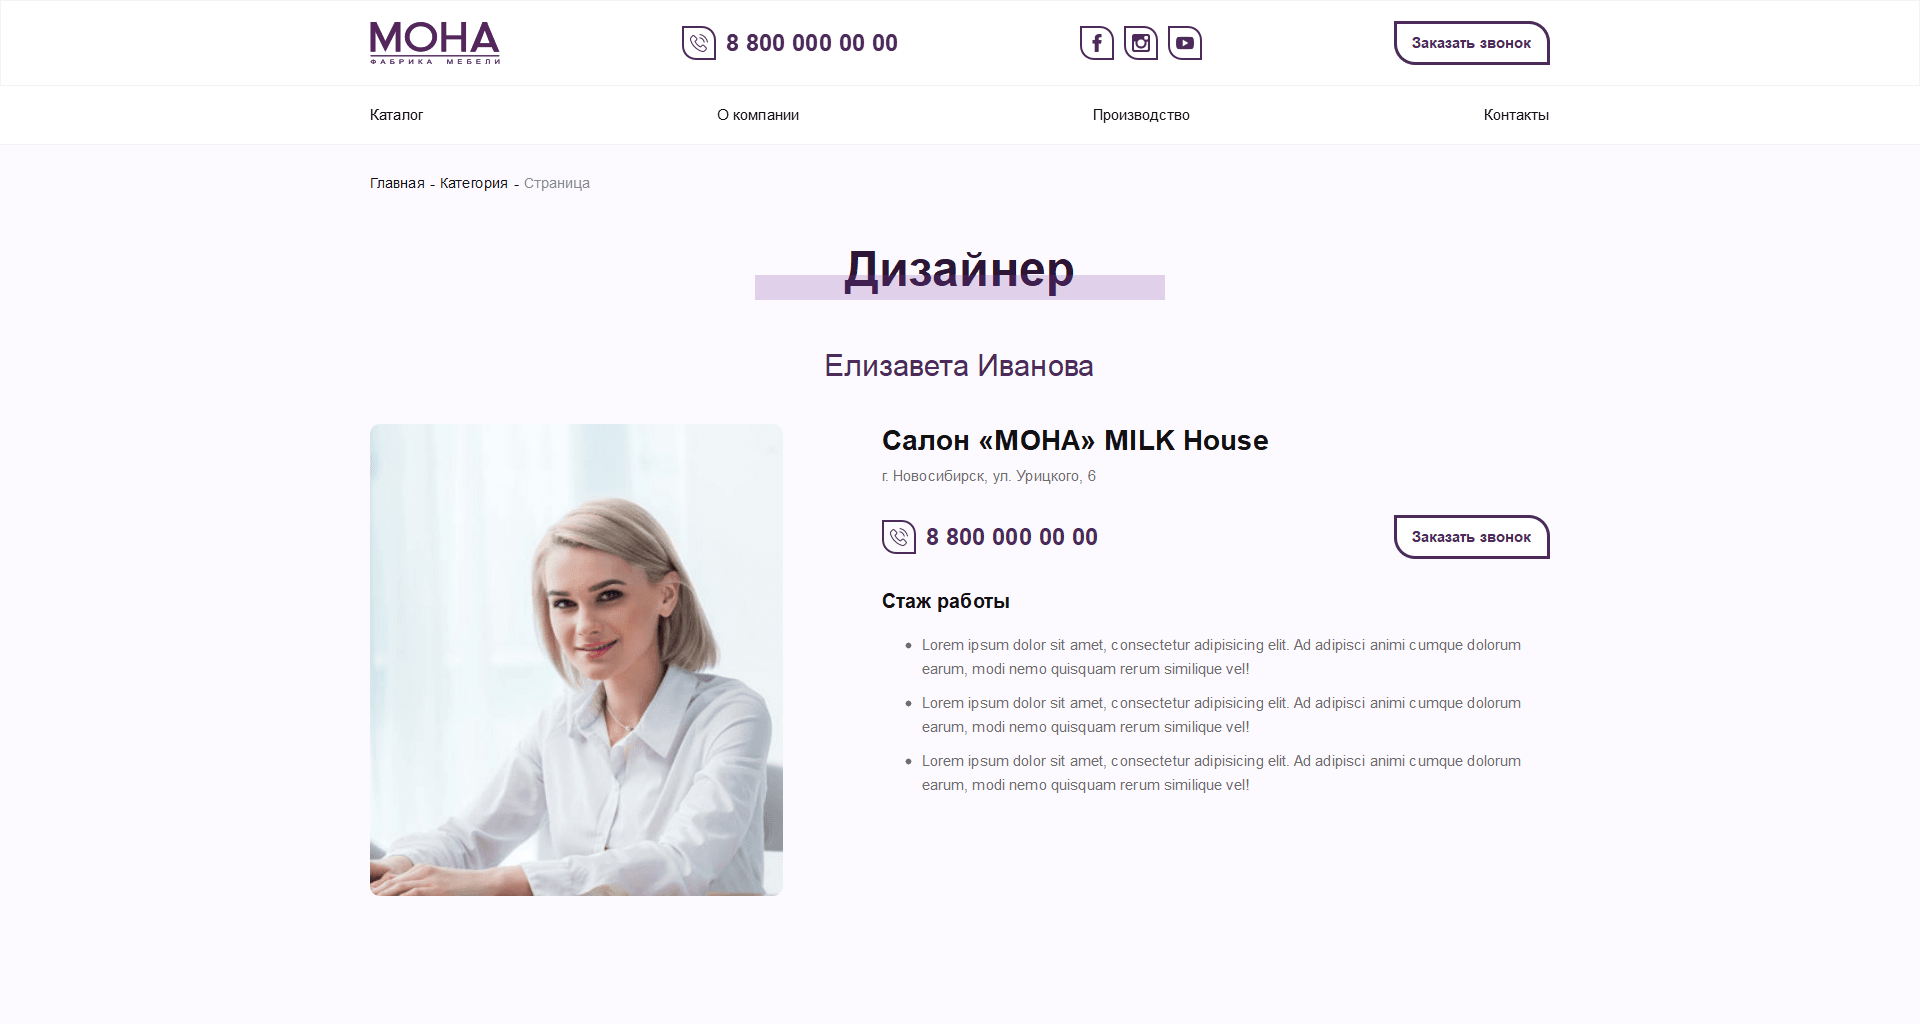 МОНА
ФАБРИКА МЕБЕЛИ
8 800 000 00 00
Заказать звонок
Каталог
О компании
Производство
Контакты
Главная - Категория - Страница
Дизайнер
Елизавета Иванова
Салон «МОНА» MILK House
г. Новосибирск, ул. Урицкого, 6
8 800 000 00 00
Заказать звонок
Стаж работы
Lorem ipsum dolor sit amet, consectetur adipisicing elit. Ad adipisci animi cumque dolorum
earum, modi nemo quisquam rerum similique vel!
Lorem ipsum dolor sit amet, consectetur adipisicing elit. Ad adipisci animi cumque dolorum
earum, modi nemo quisquam rerum similique vel!
Lorem ipsum dolor sit amet, consectetur adipisicing elit. Ad adipisci animi cumque dolorum
earum, modi nemo quisquam rerum similique vel!